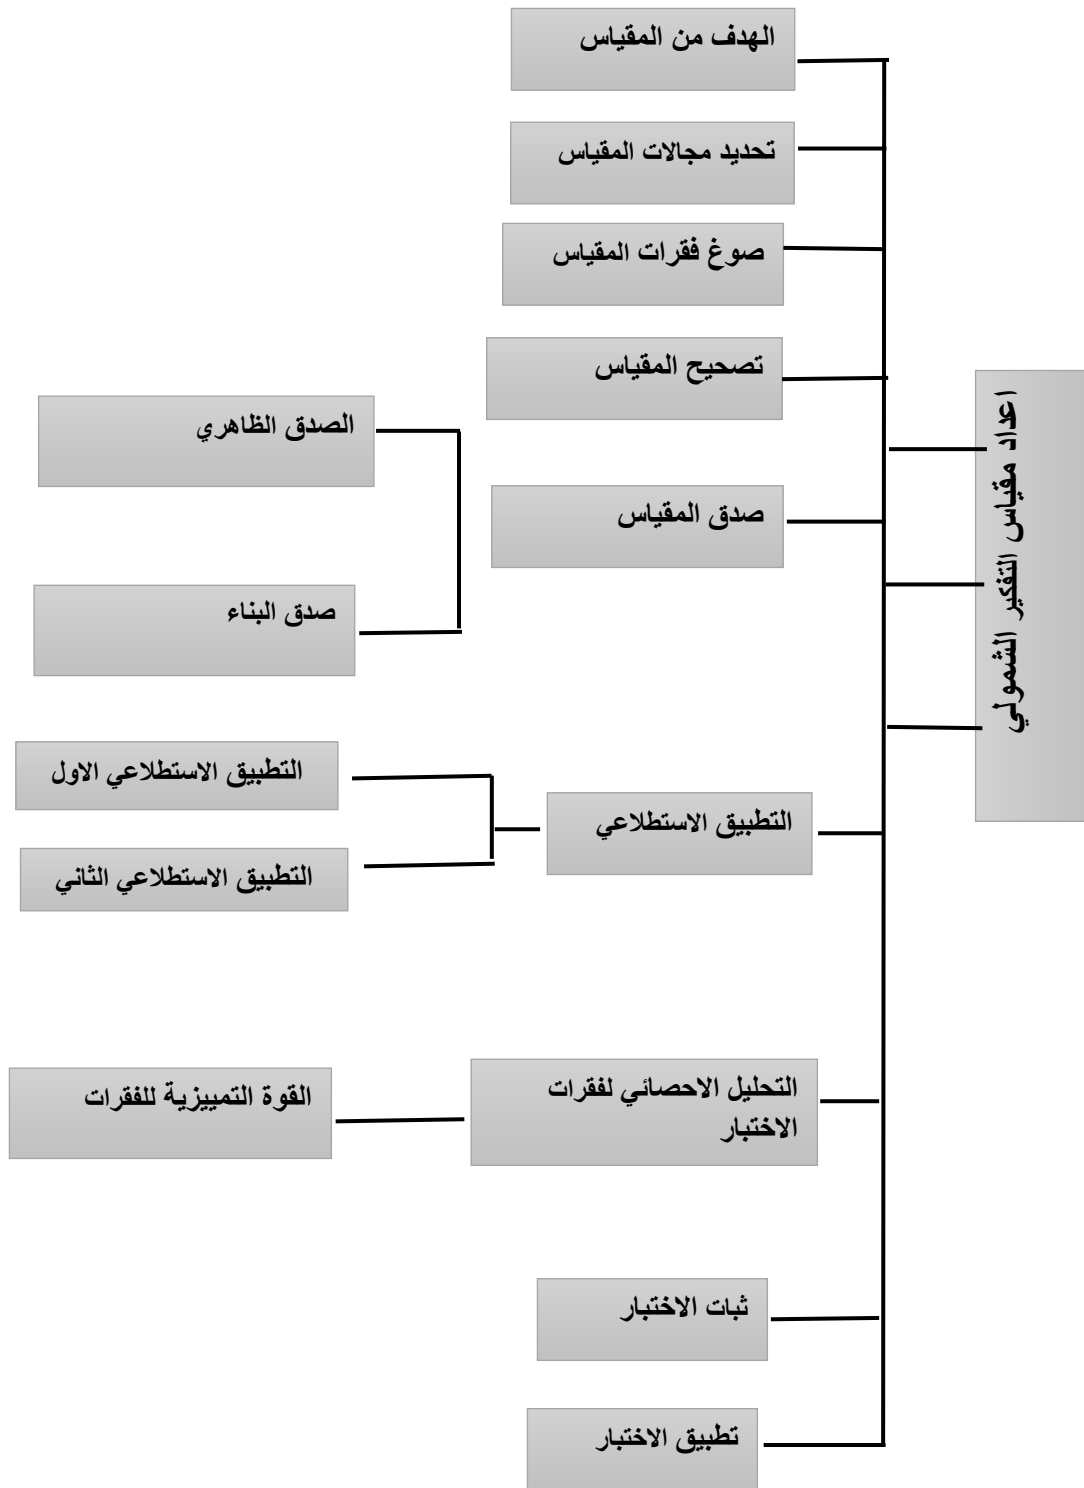 اعداد مقياس التفكير الشمولي
الهدف من المقياس
تحديد مجالات المقياس
صوغ فقرات المقياس
تصحيح المقياس
صدق المقياس
الصدق الظاهري
صدق البناء
التطبيق الاستطلاعي
التطبيق الاستطلاعي الاول
التطبيق الاستطلاعي الثاني
التحليل الاحصائي لفقرات
الاختبار
القوة التمييزية للفقرات
ثبات الاختبار
تطبيق الاختبار